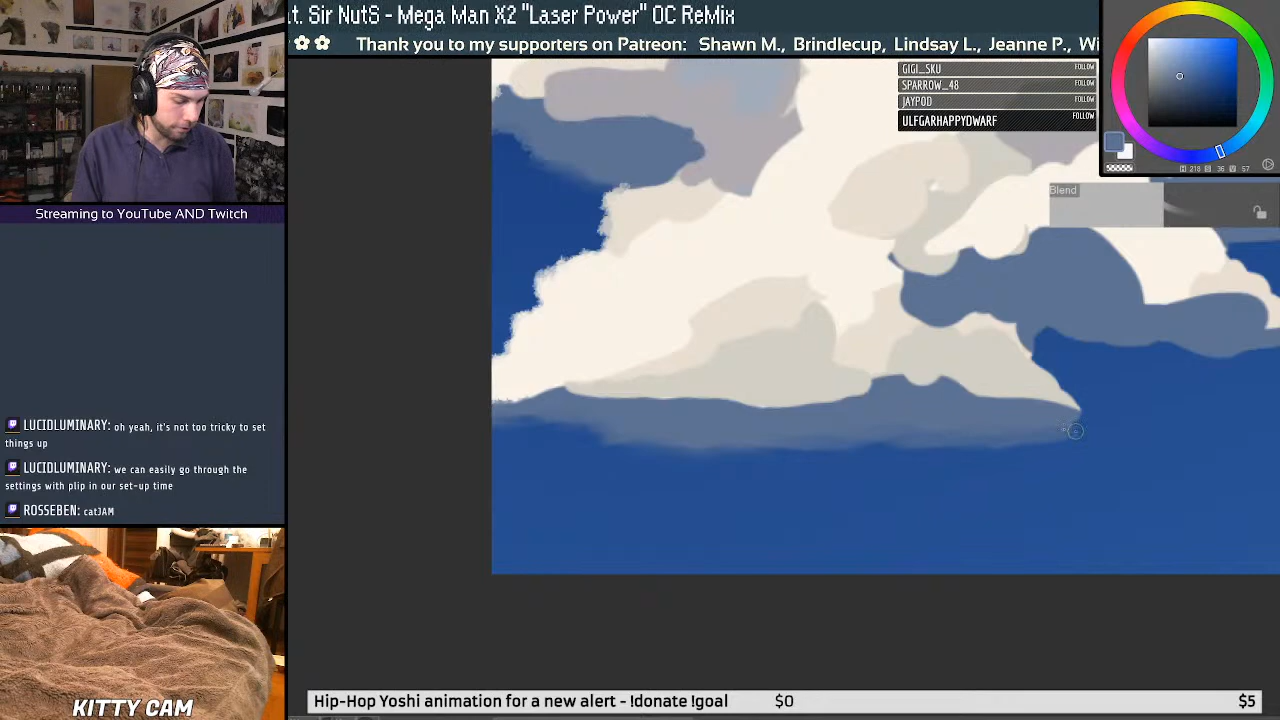 t. Sir NutS - Mega Man X2 "Laser Power" OC ReMix
Thank you to my supporters on Patreon: Shawn M., Brindlecup, Lindsay L., Jeanne P., Wi
GIGI_SKU FOLLOW
SPARROW_48 FOLLOW
JAYPOD FOLLOW
ULFGARHAPPYDWARF FOLLOW
H 218 S 36 V 57
Blend
Streaming to YouTube AND Twitch
LUCIDLUMINARY: oh yeah, it's not too tricky to set
things up
LUCIDLUMINARY: we can easily go through the
settings with plip in our set-up time
ROSSEBEN: catJAM
KITTY CAM
Hip-Hop Yoshi animation for a new alert - !donate !goal $0 $5